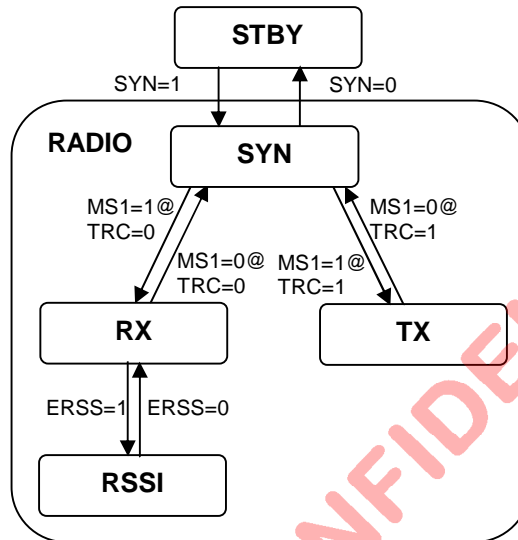 STBY
SYN=1
SYN=0
RADIO
SYN
MS1=1@
TRC=0
MS1=0@
TRC=0
MS1=1@
TRC=1
MS1=0@
TRC=1
RX
TX
ERSS=1
ERSS=0
RSSI
NFIDE